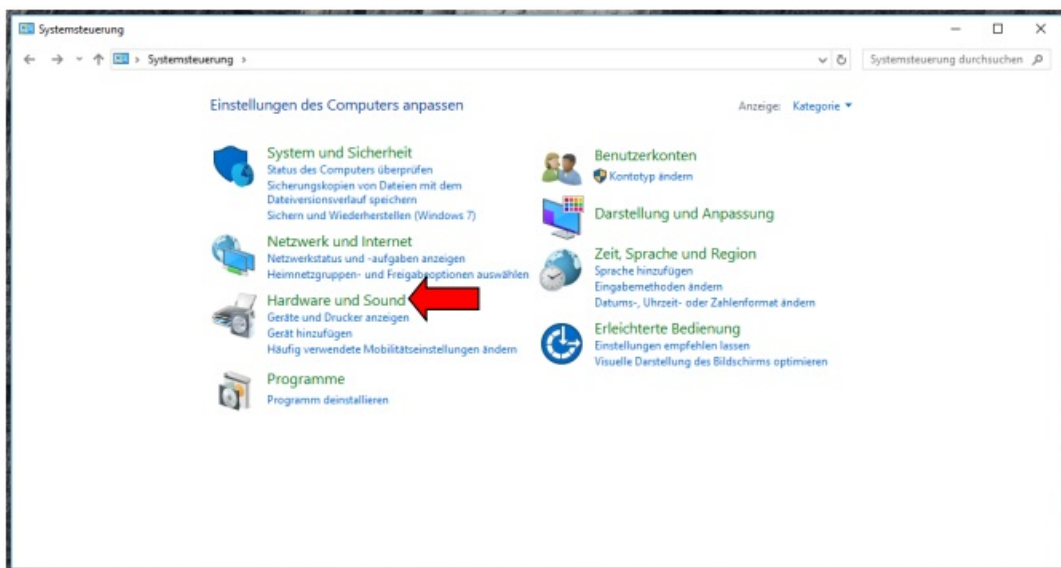 Systemsteuerung
Systemsteuerung
Systemsteuerung durchsuchen
Einstellungen des Computers anpassen
Anzeige: Kategorie
System und Sicherheit
Status des Computers überprüfen
Sicherungskopien von Dateien mit dem
Dateiversionsverlauf speichern
Sichern und Wiederherstellen (Windows 7)
Netzwerk und Internet
Netzwerkstatus und -aufgaben anzeigen
Heimnetzgruppen- und Freigabeoptionen auswählen
Hardware und Sound
Geräte und Drucker anzeigen
Gerät hinzufügen
Häufig verwendete Mobilitätseinstellungen ändern
Programme
Programm deinstallieren
Benutzerkonten
Kontotyp ändern
Darstellung und Anpassung
Zeit, Sprache und Region
Sprache hinzufügen
Eingabemethoden ändern
Datums-, Uhrzeit- oder Zahlenformat ändern
Erleichterte Bedienung
Einstellungen empfehlen lassen
Visuelle Darstellung des Bildschirms optimieren